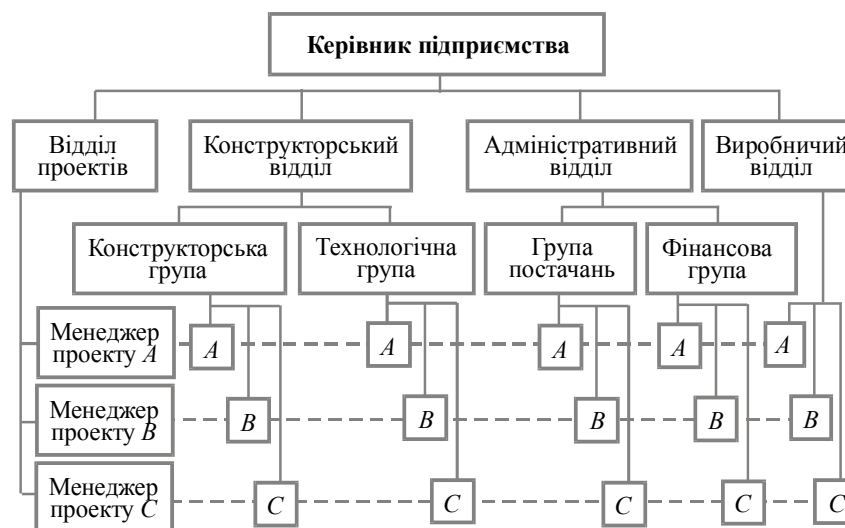 Керівник підприємства
Відділ
проектів
Конструкторський
відділ
Адміністративний
відділ
Виробничий
відділ
Конструкторська
група
Технологічна
група
Група
постачань
Фінансова
група
Менеджер
проекту A
A
A
A
A
A
Менеджер
проекту B
B
B
B
B
B
Менеджер
проекту C
C
C
C
C
C